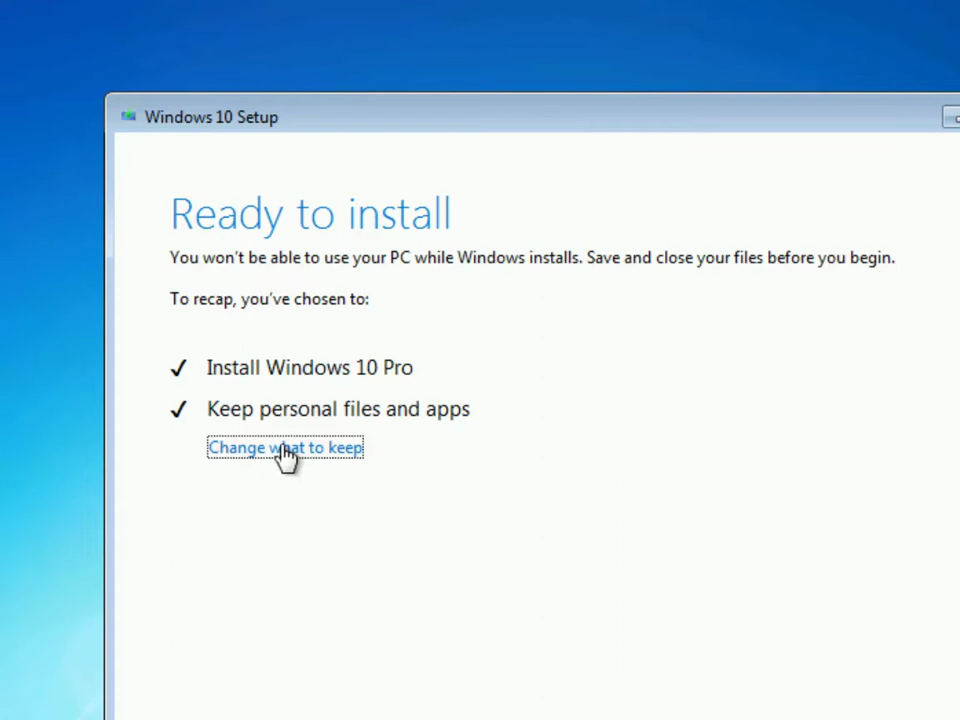 Windows 10 Setup
Ready to install
You won't be able to use your PC while Windows installs. Save and close your files before you begin.
To recap, you've chosen to:
✓ Install Windows 10 Pro
✓ Keep personal files and apps
Change what to keep